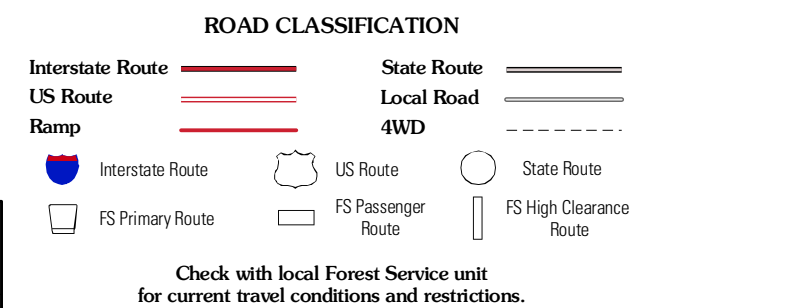 ROAD CLASSIFICATION
Interstate Route
State Route
US Route
Local Road
Ramp
4WD
Interstate Route
US Route
State Route
FS Primary Route
FS Passenger
Route
FS High Clearance
Route
Check with local Forest Service unit
for current travel conditions and restrictions.